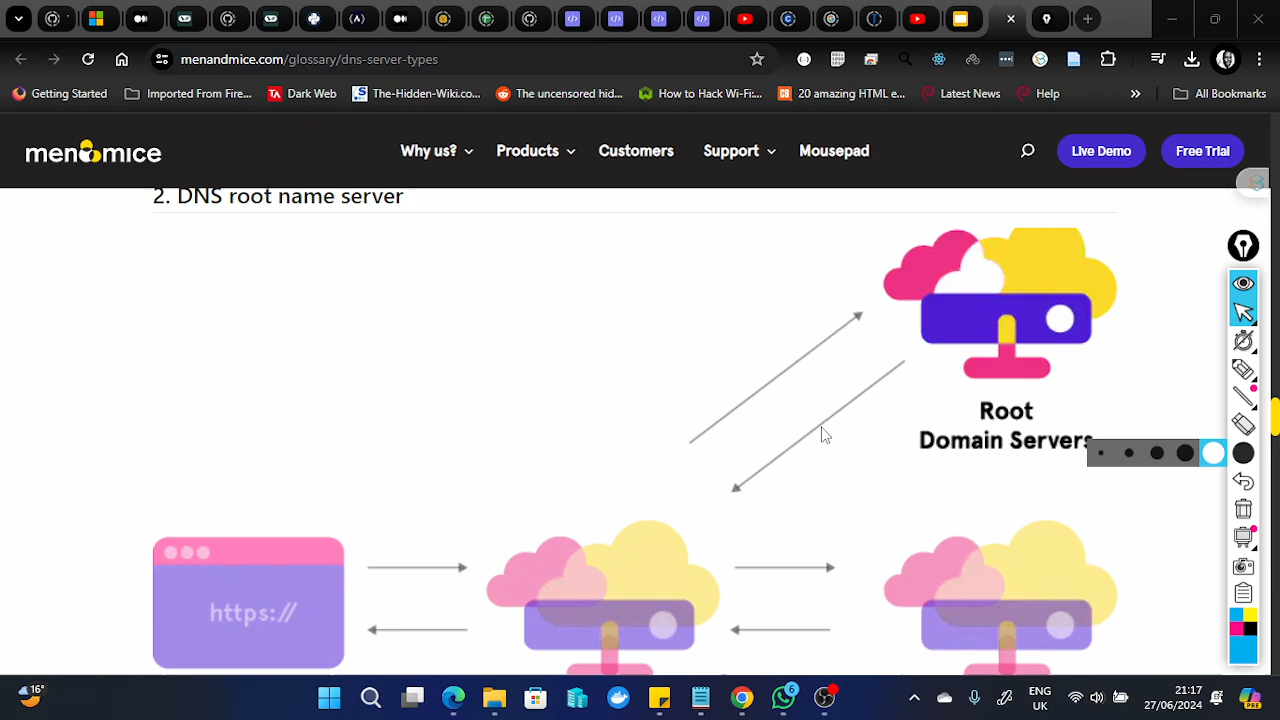 menandmice.com/glossary/dns-server-types
Getting Started
Imported From Fire...
TA Dark Web
The-Hidden-Wiki.co...
The uncensored hid...
How to Hack Wi-Fi:...
20 amazing HTML e...
Latest News
Help
All Bookmarks
men&mice
Why us?
Products
Customers
Support
Mousepad
Live Demo
Free Trial
2. DNS root name server
Root
Domain Servers
https://
16°
6
ENG
UK
21:17
27/06/2024
PRE